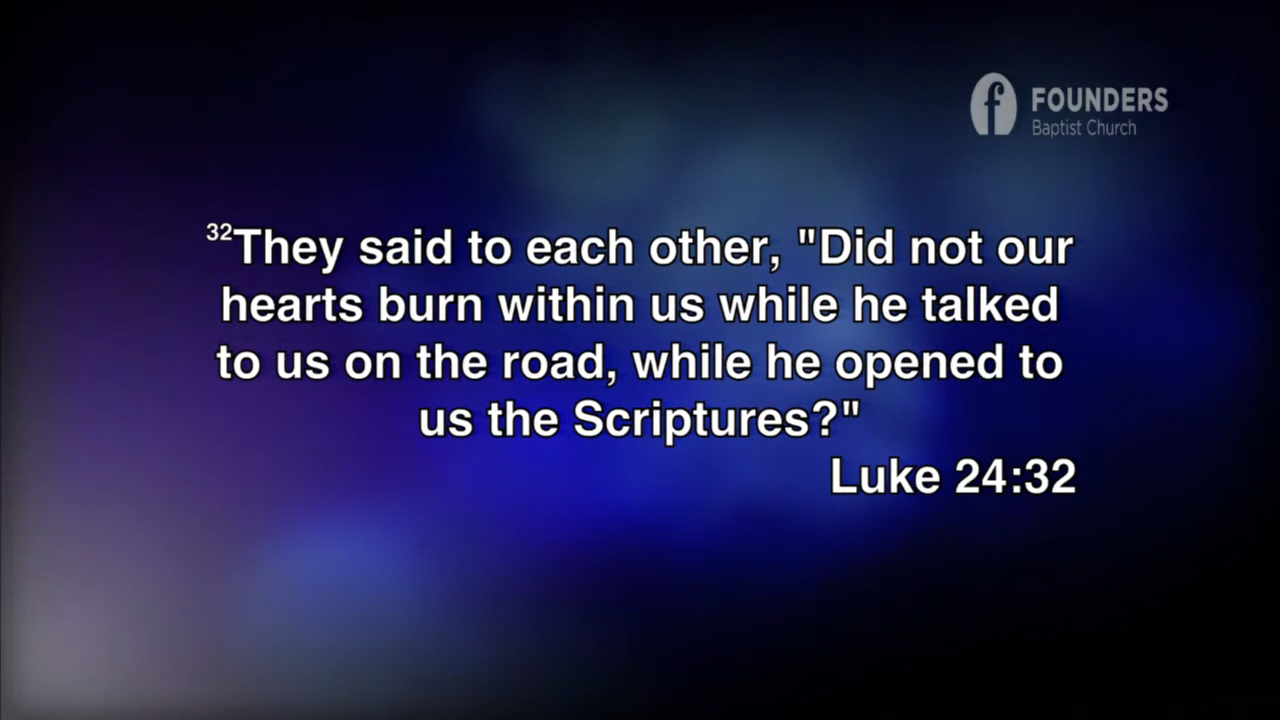 FOUNDERS
Baptist Church
32They said to each other, "Did not our
hearts burn within us while he talked
to us on the road, while he opened to
us the Scriptures?"
Luke 24:32